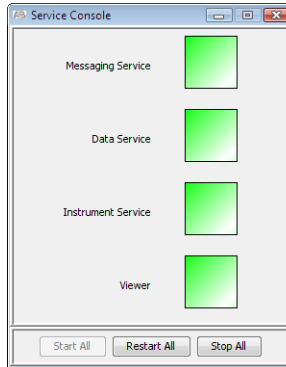 Service Console
Messaging Service
Data Service
Instrument Service
Viewer
Start All Restart All Stop All